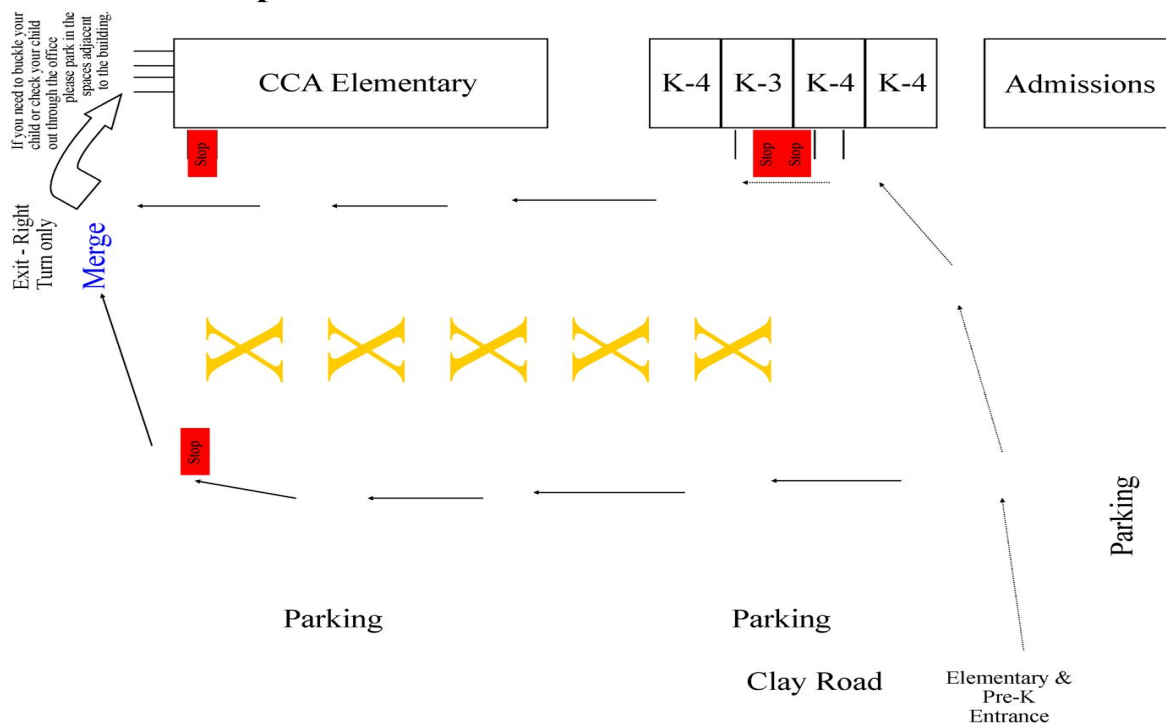 If you need to buckle your
child or check your child
out through the office
please park in the
spaces adjacent
to the building.
CCA Elementary
K-4
K-3
K-4
K-4
Admissions
Stop
Stop
Stop
Exit - Right
Turn only
Merge
X X X X X
Stop
Parking
Parking
Parking
Clay Road
Elementary &
Pre-K
Entrance